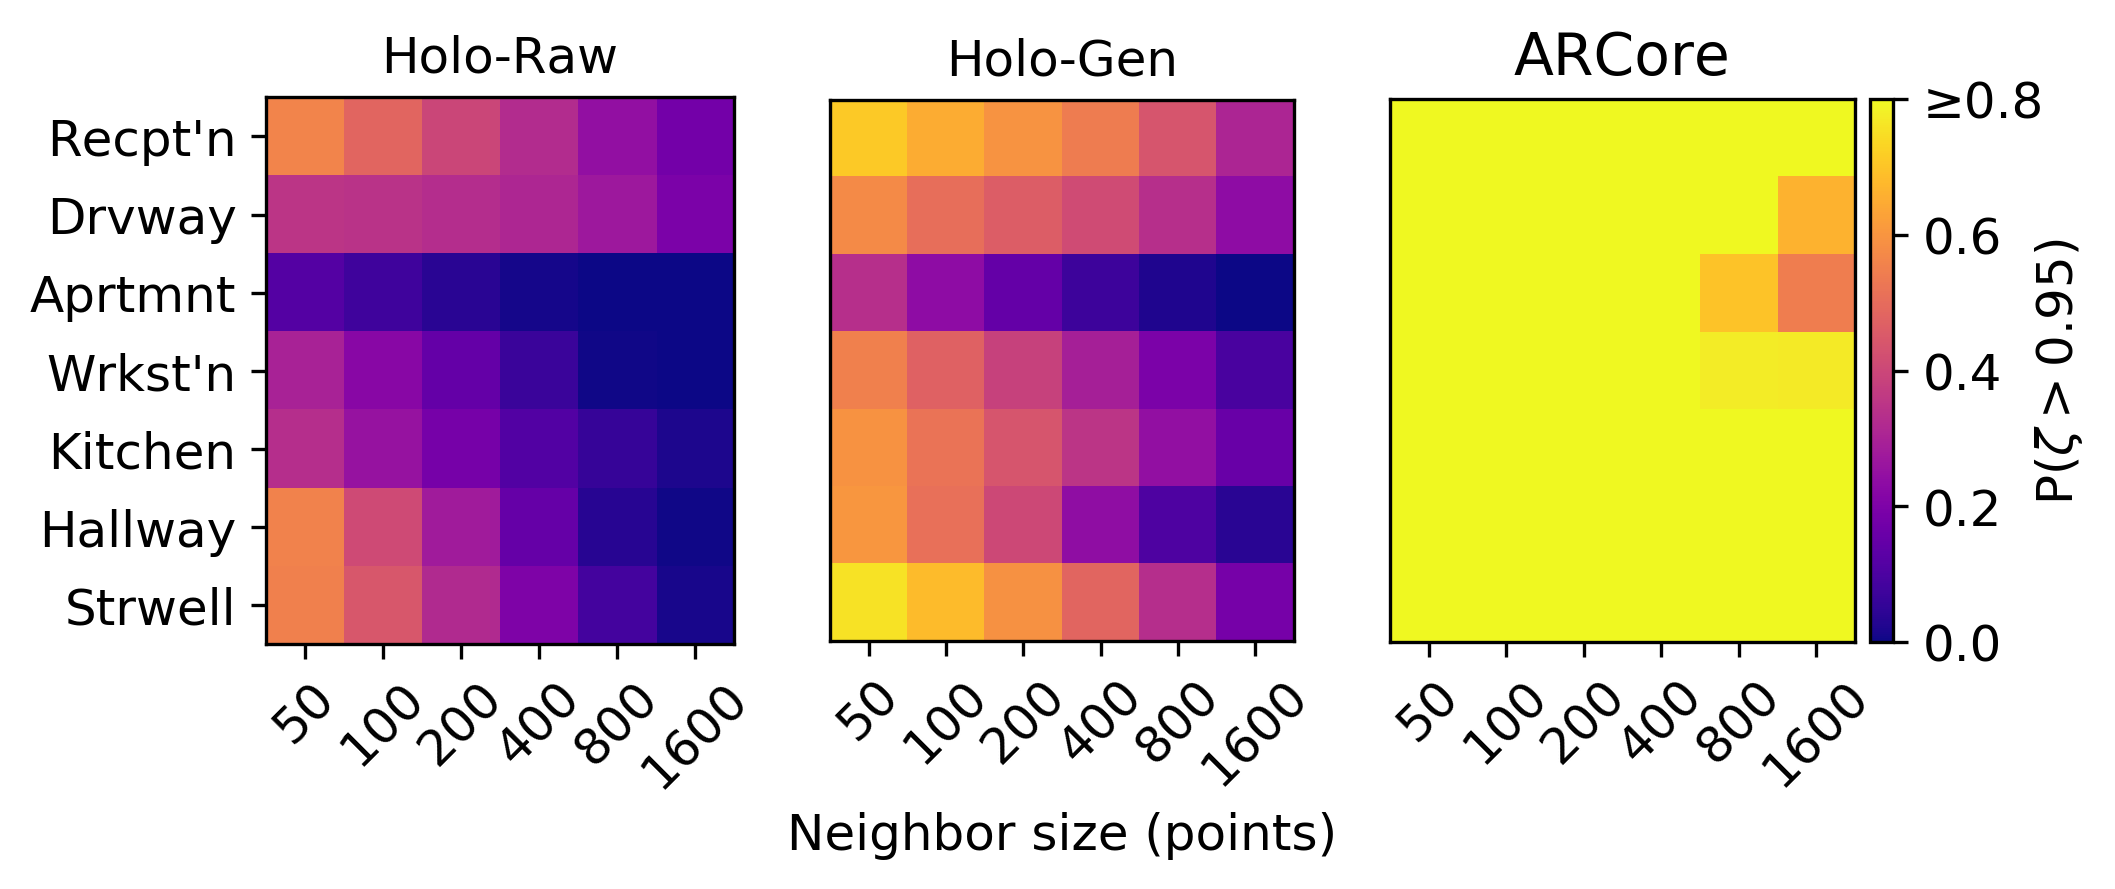 Holo-Raw
Holo-Gen
ARCore
Recpt'n
Drvway
Aprtmnt
Wrkst'n
Kitchen
Hallway
Strwell
50 100 200 400 800 1600
50 100 200 400 800 1600
50 100 200 400 800 1600
Neighbor size (points)
≥0.8
0.6
0.4
0.2
0.0
P(ζ > 0.95)